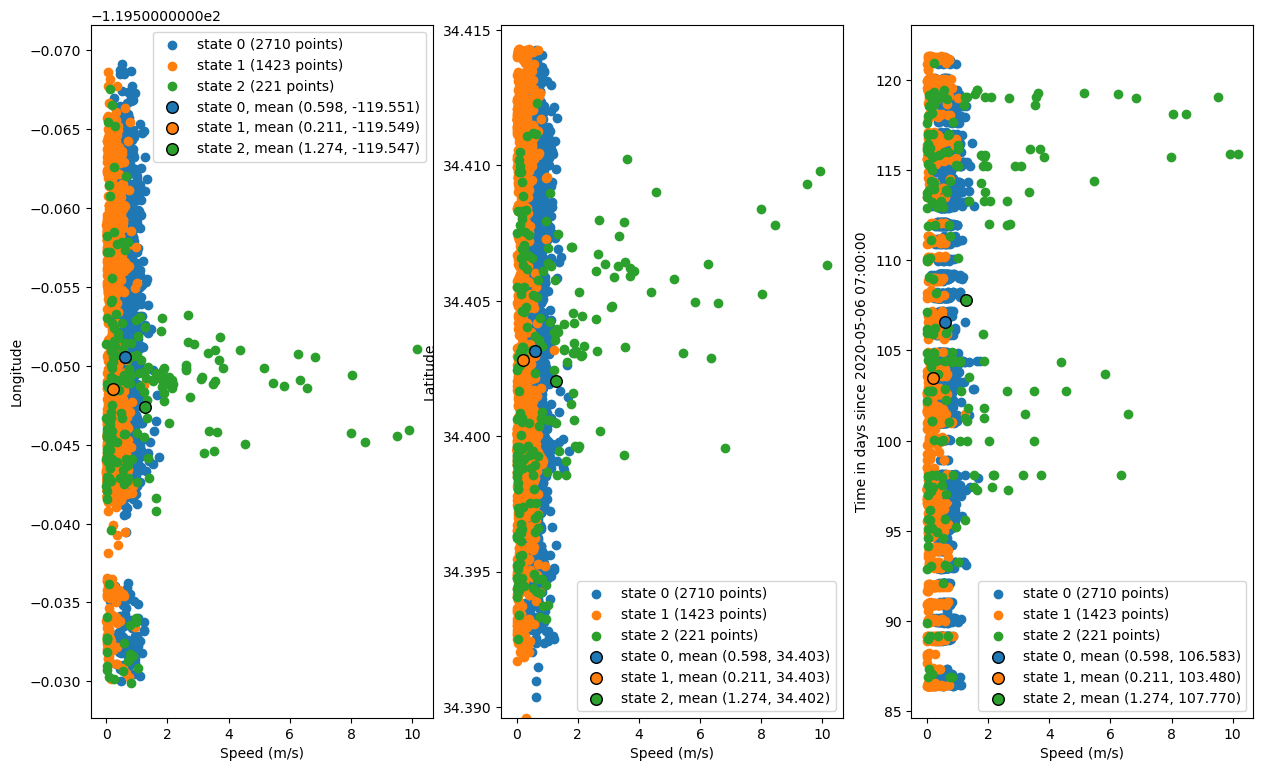 −1.1950000000e2
−0.070
−0.065
−0.060
−0.055
−0.050
−0.045
−0.040
−0.035
−0.030
Longitude
0 2 4 6 8 10
Speed (m/s)
state 0 (2710 points)
state 1 (1423 points)
state 2 (221 points)
state 0, mean (0.598, -119.551)
state 1, mean (0.211, -119.549)
state 2, mean (1.274, -119.547)
34.415
34.410
34.405
34.400
34.395
34.390
Latitude
0 2 4 6 8 10
Speed (m/s)
state 0 (2710 points)
state 1 (1423 points)
state 2 (221 points)
state 0, mean (0.598, 34.403)
state 1, mean (0.211, 34.403)
state 2, mean (1.274, 34.402)
120
115
110
105
100
95
90
85
Time in days since 2020-05-06 07:00:00
0 2 4 6 8 10
Speed (m/s)
state 0 (2710 points)
state 1 (1423 points)
state 2 (221 points)
state 0, mean (0.598, 106.583)
state 1, mean (0.211, 103.480)
state 2, mean (1.274, 107.770)